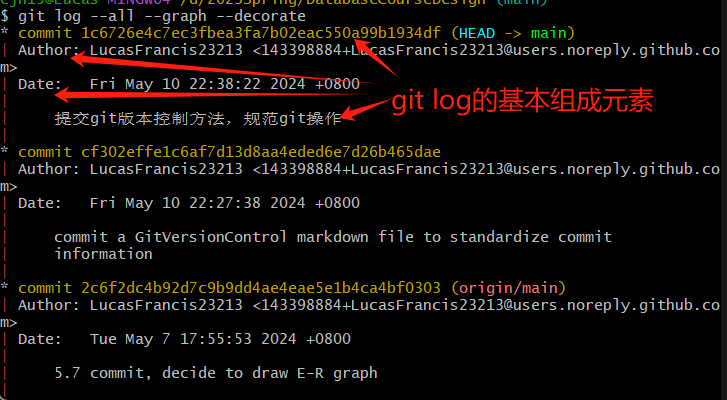 $ git log --all --graph --decorate
* commit 1c6726e4c7ec3fbea3fa7b02eac550a99b1934df (HEAD -> main)
| Author: LucasFrancis23213 <143398884+LucasFrancis23213@users.noreply.github.co
m>
| Date:   Fri May 10 22:38:22 2024 +0800
|
|     提交git版本控制方法，规范git操作
|
git log的基本组成元素
* commit cf302effe1c6af7d13d8aa4eded6e7d26b465dae
| Author: LucasFrancis23213 <143398884+LucasFrancis23213@users.noreply.github.co
m>
| Date:   Fri May 10 22:27:38 2024 +0800
|
|     commit a GitVersionControl markdown file to standardize commit
|     information
|
* commit 2c6f2dc4b92d7c9b9dd4ae4eae5e1b4ca4bf0303 (origin/main)
| Author: LucasFrancis23213 <143398884+LucasFrancis23213@users.noreply.github.co
m>
| Date:   Tue May 7 17:55:53 2024 +0800
|
|     5.7 commit, decide to draw E-R graph
|